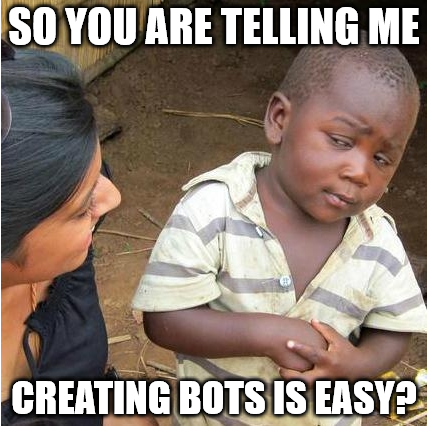 SO YOU ARE TELLING ME
CREATING BOTS IS EASY?